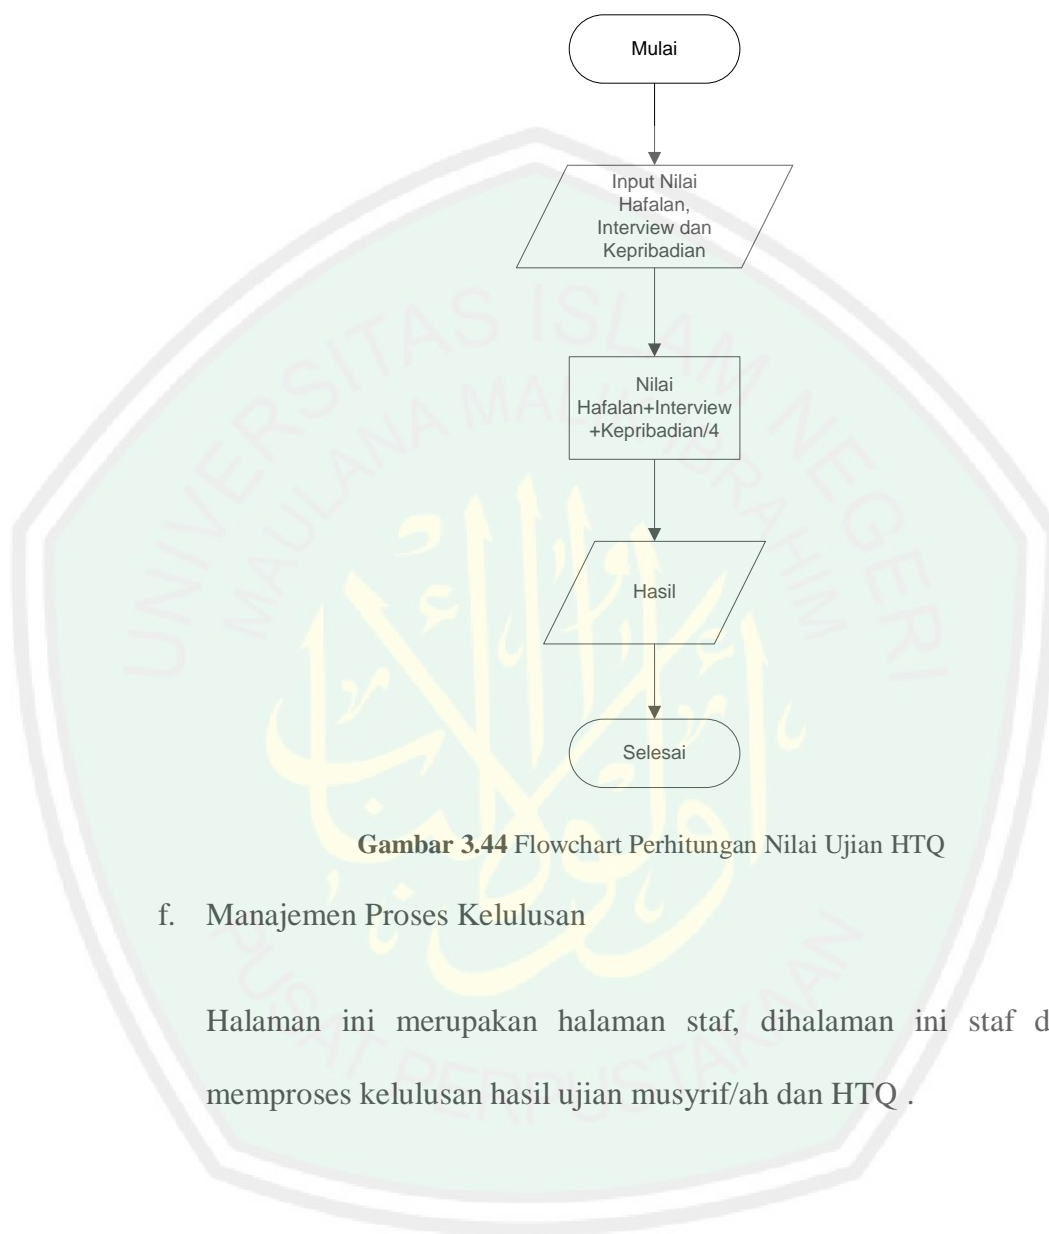 Mulai
Input Nilai
Hafalan,
Interview dan
Kepribadian
Nilai
Hafalan+Interview
+Kepribadian/4
Hasil
Selesai
Gambar 3.44 Flowchart Perhitungan Nilai Ujian HTQ
f. Manajemen Proses Kelulusan
Halaman ini merupakan halaman staf, dihalaman ini staf d
memproses kelulusan hasil ujian musyrif/ah dan HTQ .
UNIVERSITAS ISLAM NEGERI
MAULANA MALIK IBRAHIM
PUSAT PERPUSTAKAAN